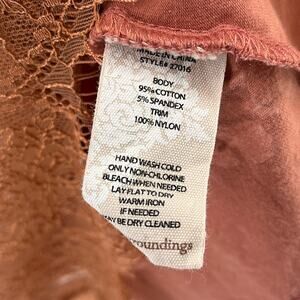 MADE IN CHINA
STYLE# 27016
BODY
95% COTTON
5% SPANDEX
TRIM
100% NYLON
HAND WASH COLD
ONLY NON-CHLORINE
BLEACH WHEN NEEDED
LAY FLAT TO DRY
WARM IRON
IF NEEDED
MAY BE DRY CLEANED
roundings